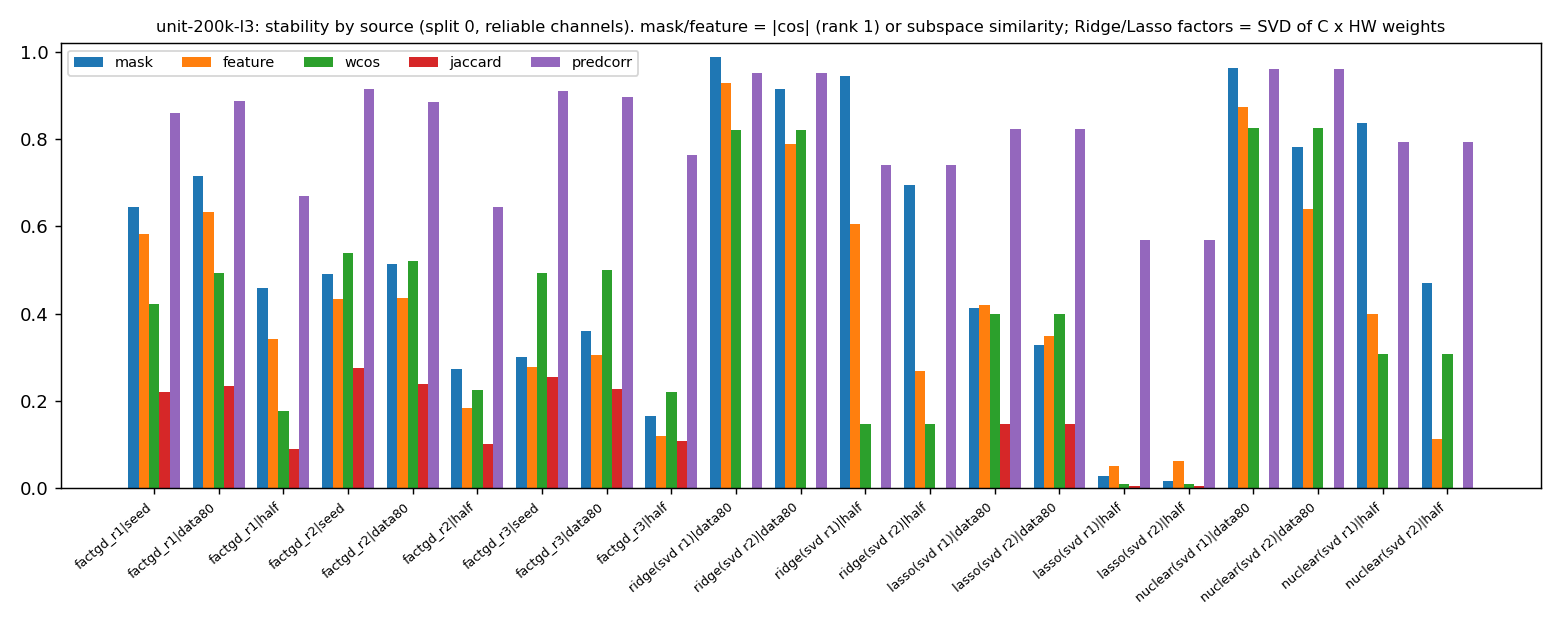 unit-200k-l3: stability by source (split 0, reliable channels). mask/feature = |cos| (rank 1) or subspace similarity; Ridge/Lasso factors = SVD of C x HW weights
mask feature wcos jaccard predcorr
1.0
0.8
0.6
0.4
0.2
0.0
factgd_r1|seed
factgd_r1|data80
factgd_r1|half
factgd_r2|seed
factgd_r2|data80
factgd_r2|half
factgd_r3|seed
factgd_r3|data80
factgd_r3|half
ridge(svd r1)|data80
ridge(svd r2)|data80
ridge(svd r1)|half
ridge(svd r2)|half
lasso(svd r1)|data80
lasso(svd r2)|data80
lasso(svd r1)|half
lasso(svd r2)|half
nuclear(svd r1)|data80
nuclear(svd r2)|data80
nuclear(svd r1)|half
nuclear(svd r2)|half